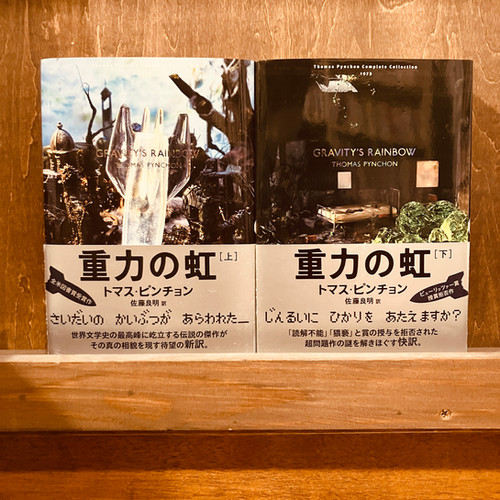 GRAVITY'S RAINBOW
THOMAS PYNCHON
重力の虹[上]
全米図書賞受賞作
トマス・ピンチョン
佐藤良明 訳
さいだいの かいぶつが あらわれた—
世界文学史の最高峰に屹立する伝説の傑作が
その真の相貌を現す待望の新訳。
Thomas Pynchon Complete Collection
1973
GRAVITY'S RAINBOW
THOMAS PYNCHON
重力の虹[下]
ピューリッツァー賞
トマス・ピンチョン
佐藤良明 訳
じんるいに ひかりを あたえますか？
「読解不能」「猥褻」と賞の授与を拒否された
超問題作の謎を解きほぐす快訳。